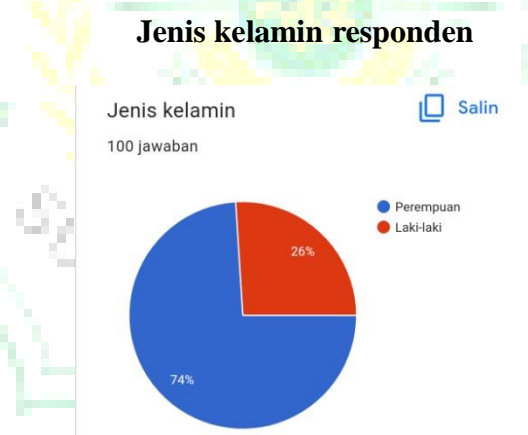 Jenis kelamin responden
Jenis kelamin
Salin
100 jawaban
Perempuan
Laki-laki
26%
74%